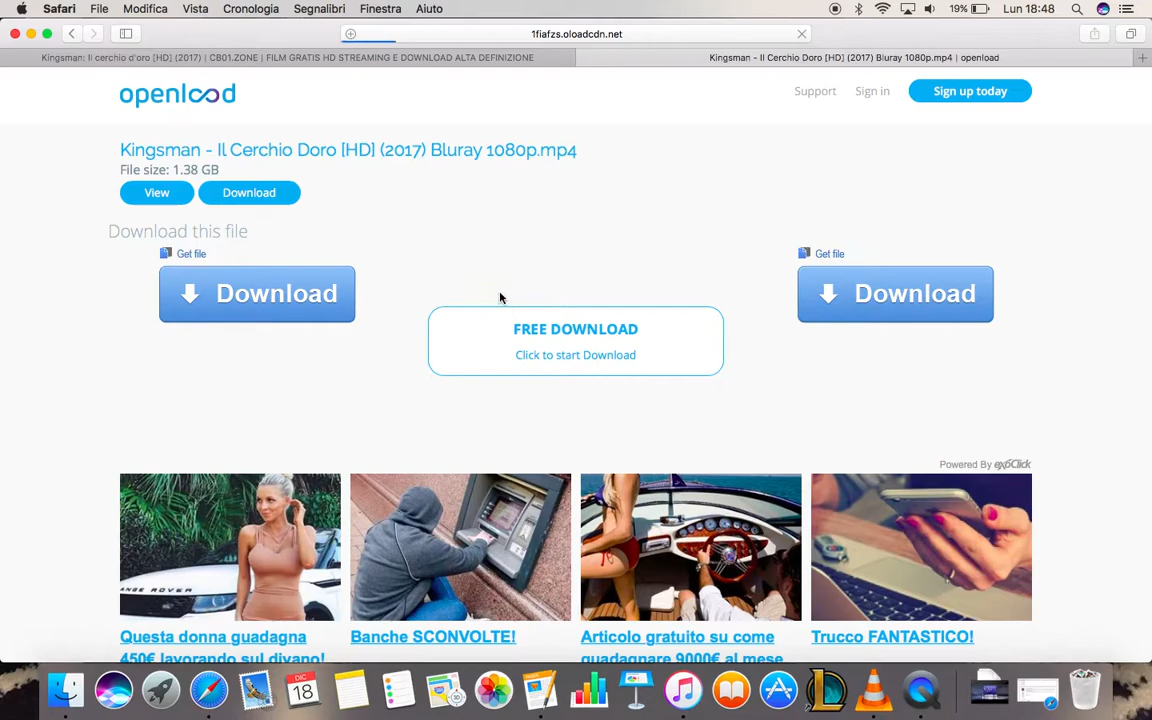 Safari File Modifica Vista Cronologia Segnalibri Finestra Aiuto 19% Lun 18:48
1fiafzs.oloadcdn.net
Kingsman: Il cerchio d'oro [HD] (2017) | CB01.ZONE | FILM GRATIS HD STREAMING E DOWNLOAD ALTA DEFINIZIONE
Kingsman - Il Cerchio Doro [HD] (2017) Bluray 1080p.mp4 | openload
openload
Support Sign in Sign up today
Kingsman - Il Cerchio Doro [HD] (2017) Bluray 1080p.mp4
File size: 1.38 GB
View Download
Download this file
Get file Get file
Download Download
FREE DOWNLOAD
Click to start Download
Powered By exoClick
Questa donna guadagna
450€ lavorando sul divano!
Banche SCONVOLTE!
Articolo gratuito su come
guadagnare 9000€ al mese
Trucco FANTASTICO!
DIC
18